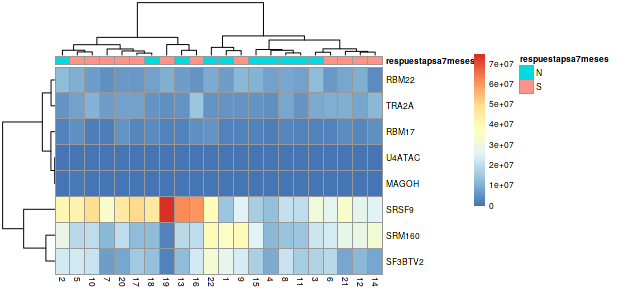 respuestapsa7meses
RBM22
TRA2A
RBM17
U4ATAC
MAGOH
SRSF9
SRM160
SF3BTV2
2 5 10 7 20 17 18 19 13 16 22 1 9 15 4 8 11 3 6 21 12 14
7e+07
6e+07
5e+07
4e+07
3e+07
2e+07
1e+07
0
respuestapsa7meses
N
S